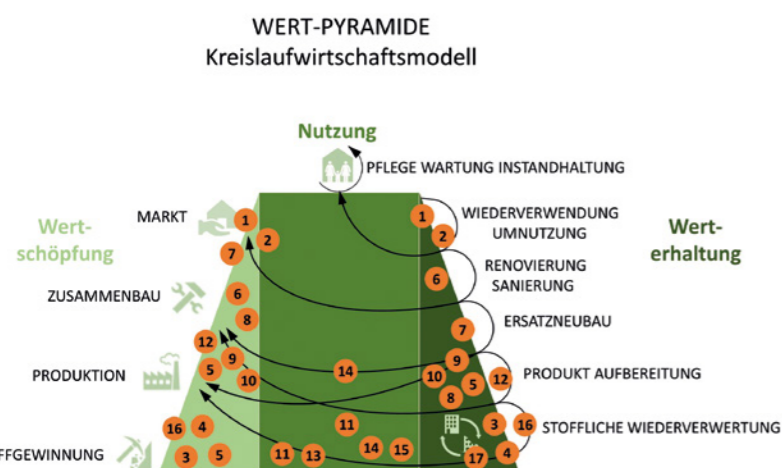 WERT-PYRAMIDE
Kreislaufwirtschaftsmodell
Nutzung
PFLEGE WARTUNG INSTANDHALTUNG
Wert-
schöpfung
MARKT
1
2
7
ZUSAMMENBAU
6
8
12
9
PRODUKTION
5
10
16
4
FFGEWINNUNG
3
5
14
11
11
13
14
15
1
WIEDERVERWENDUNG
UMNUTZUNG
2
Wert-
erhaltung
RENOVIERUNG
SANIERUNG
6
ERSATZNEUBAU
7
9
10
5
12
PRODUKT AUFBEREITUNG
8
3
16
STOFFLICHE WIEDERVERWERTUNG
4
17